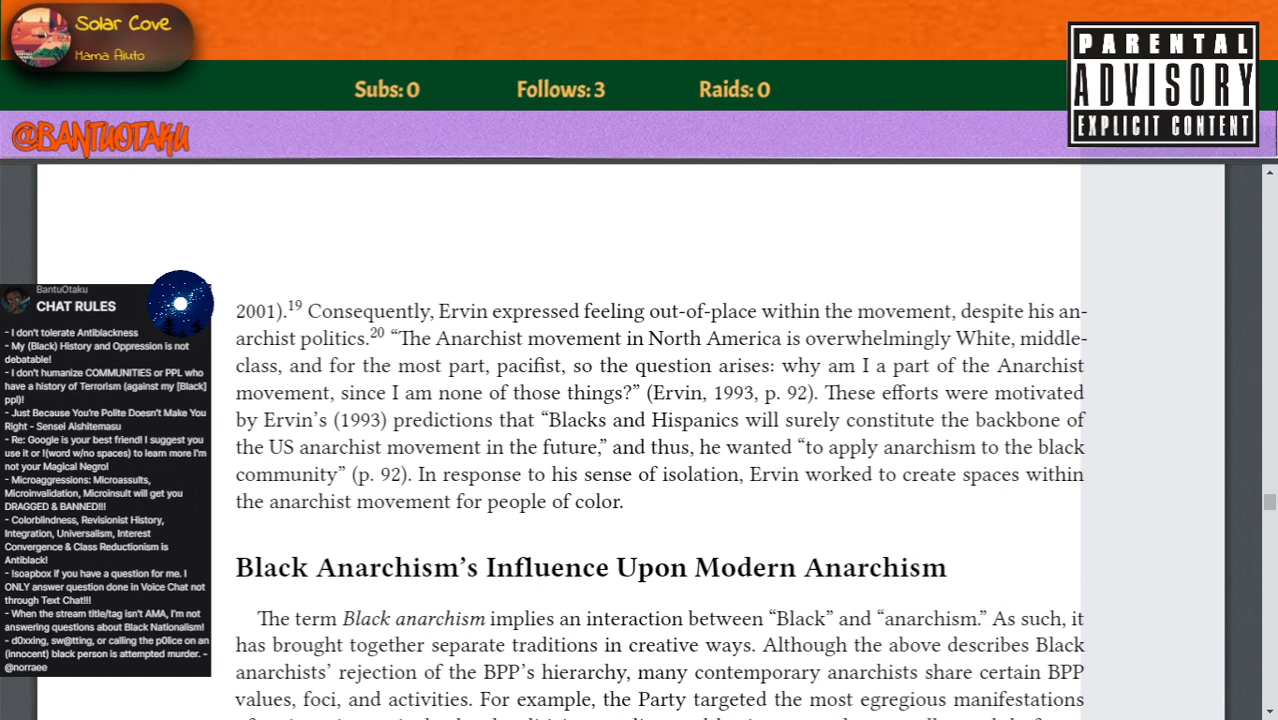 Solar Cove
Mama Aiuto
PARENTAL
ADVISORY
EXPLICIT CONTENT
Subs: 0
Follows: 3
Raids: 0
@BANTUOTAKU
BantuOtaku
CHAT RULES
- I don't tolerate Antiblackness
- My (Black) History and Oppression is not
debatable!
- I don't humanize COMMUNITIES or PPL who
have a history of Terrorism (against my [Black]
ppl)!
- Just Because You're Polite Doesn't Make You
Right - Sensei Aishitemasu
- Re: Google is your best friend! I suggest you
use it or !(word w/no spaces) to learn more I'm
not your Magical Negro!
- Microaggressions: Microassults,
Microinvalidation, Microinsult will get you
DRAGGED & BANNED!!!
- Colorblindness, Revisionist History,
Integration, Universalism, Interest
Convergence & Class Reductionism is
Antiblack!
- !soapbox if you have a question for me. I
ONLY answer question done in Voice Chat not
through Text Chat!!!
- When the stream title/tag isn't AMA, I'm not
answering questions about Black Nationalism!
- d0xxing, sw@tting, or calling the p0lice on an
(innocent) black person is attempted murder. -
@norraee
2001).19 Consequently, Ervin expressed feeling out-of-place within the movement, despite his an-
archist politics.20 “The Anarchist movement in North America is overwhelmingly White, middle-
class, and for the most part, pacifist, so the question arises: why am I a part of the Anarchist
movement, since I am none of those things?” (Ervin, 1993, p. 92). These efforts were motivated
by Ervin’s (1993) predictions that “Blacks and Hispanics will surely constitute the backbone of
the US anarchist movement in the future,” and thus, he wanted “to apply anarchism to the black
community” (p. 92). In response to his sense of isolation, Ervin worked to create spaces within
the anarchist movement for people of color.
Black Anarchism’s Influence Upon Modern Anarchism
The term Black anarchism implies an interaction between “Black” and “anarchism.” As such, it
has brought together separate traditions in creative ways. Although the above describes Black
anarchists’ rejection of the BPP’s hierarchy, many contemporary anarchists share certain BPP
values, foci, and activities. For example, the Party targeted the most egregious manifestations